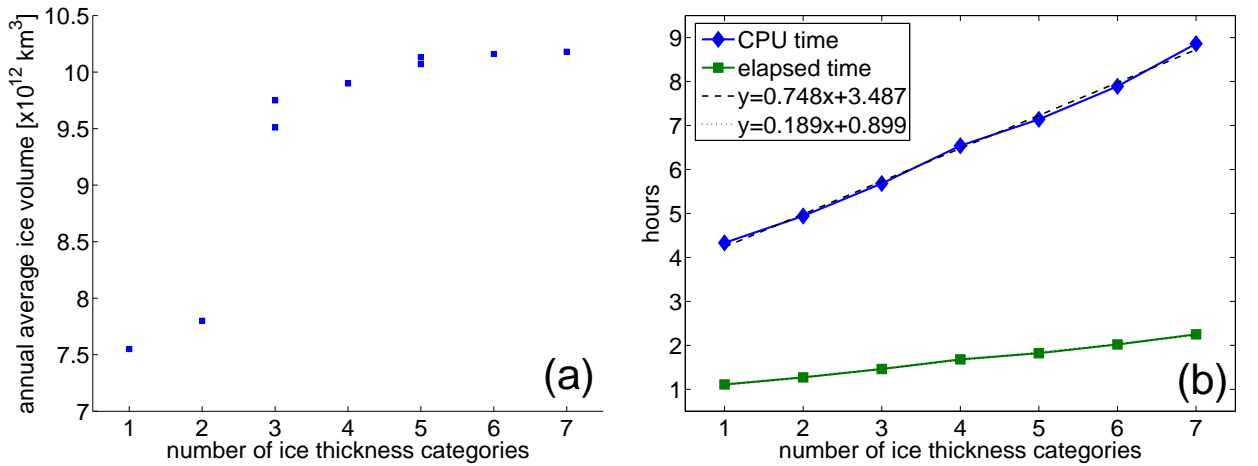 annual average ice volume [x10¹² km³]
10.5
10
9.5
9
8.5
8
7.5
7
1 2 3 4 5 6 7
number of ice thickness categories
(a)
hours
9
8
7
6
5
4
3
2
1
CPU time
elapsed time
y=0.748x+3.487
y=0.189x+0.899
(b)
1 2 3 4 5 6 7
number of ice thickness categories